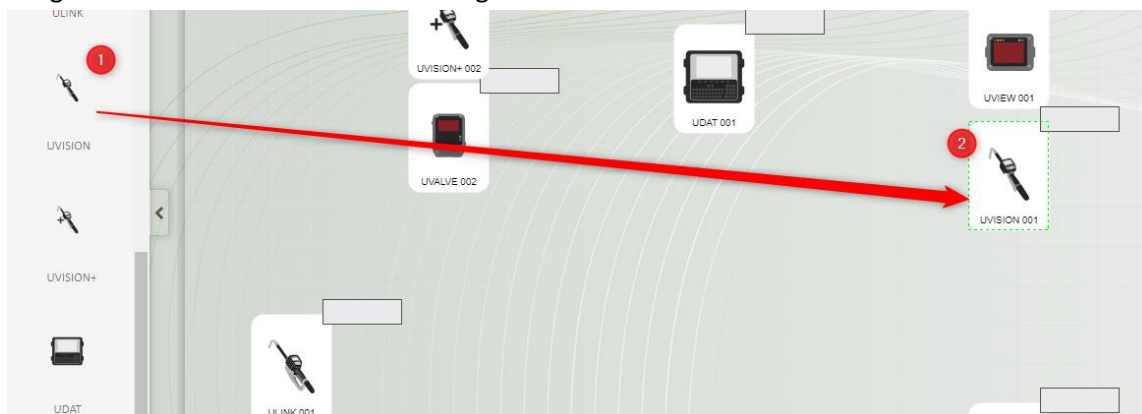 ULINK
1
UVISION
UVISION+
UDAT
UVISION+ 002
UVALVE 002
UDAT 001
UVIEW 001
2
UVISION 001
ULINK 001